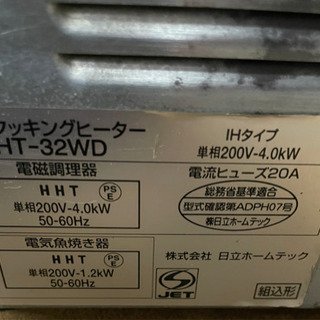 クッキングヒーター
HT-32WD
IHタイプ
単相200V-4.0kW
電磁調理器
電流ヒューズ20A
HHT
PS
E
単相200V-4.0kW
50-60Hz
総務省基準適合
型式確認第ADPH07号
㈱日立ホームテック
電気魚焼き器
HHT
PS
E
単相200V-1.2kW
50-60Hz
株式会社 日立ホームテック
S
JET
組込形